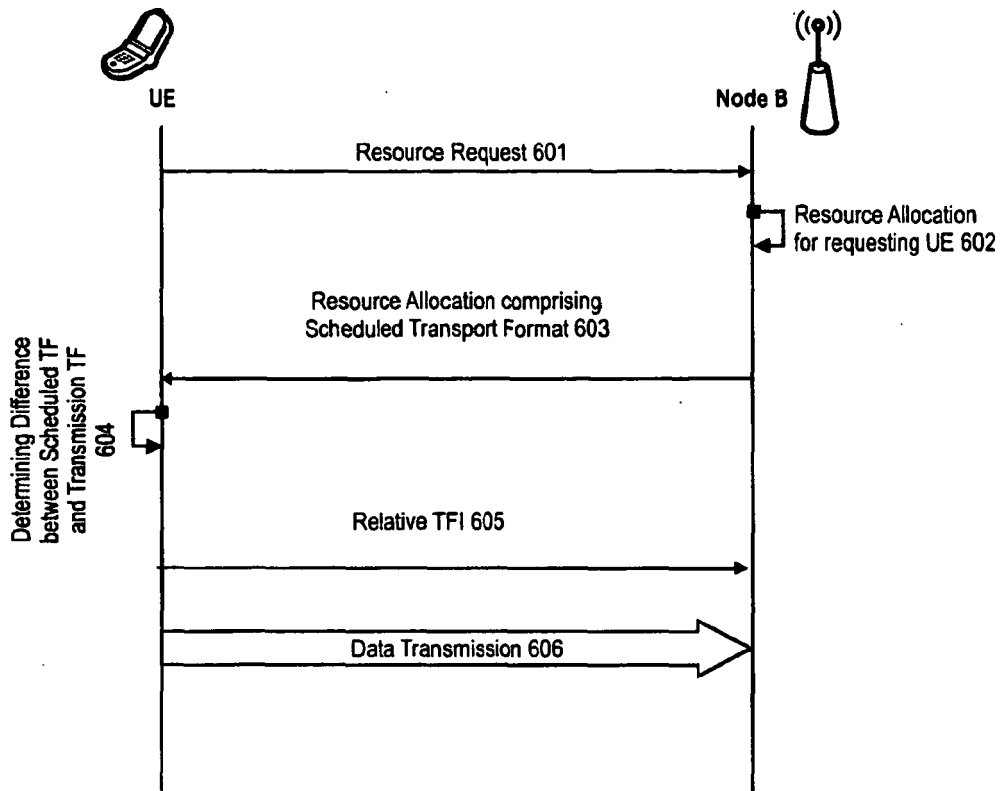 UE
Node B
Resource Request 601
Resource Allocation
for requesting UE 602
Resource Allocation comprising
Scheduled Transport Format 603
Determining Difference
between Scheduled TF
and Transmission TF
604
Relative TFI 605
Data Transmission 606